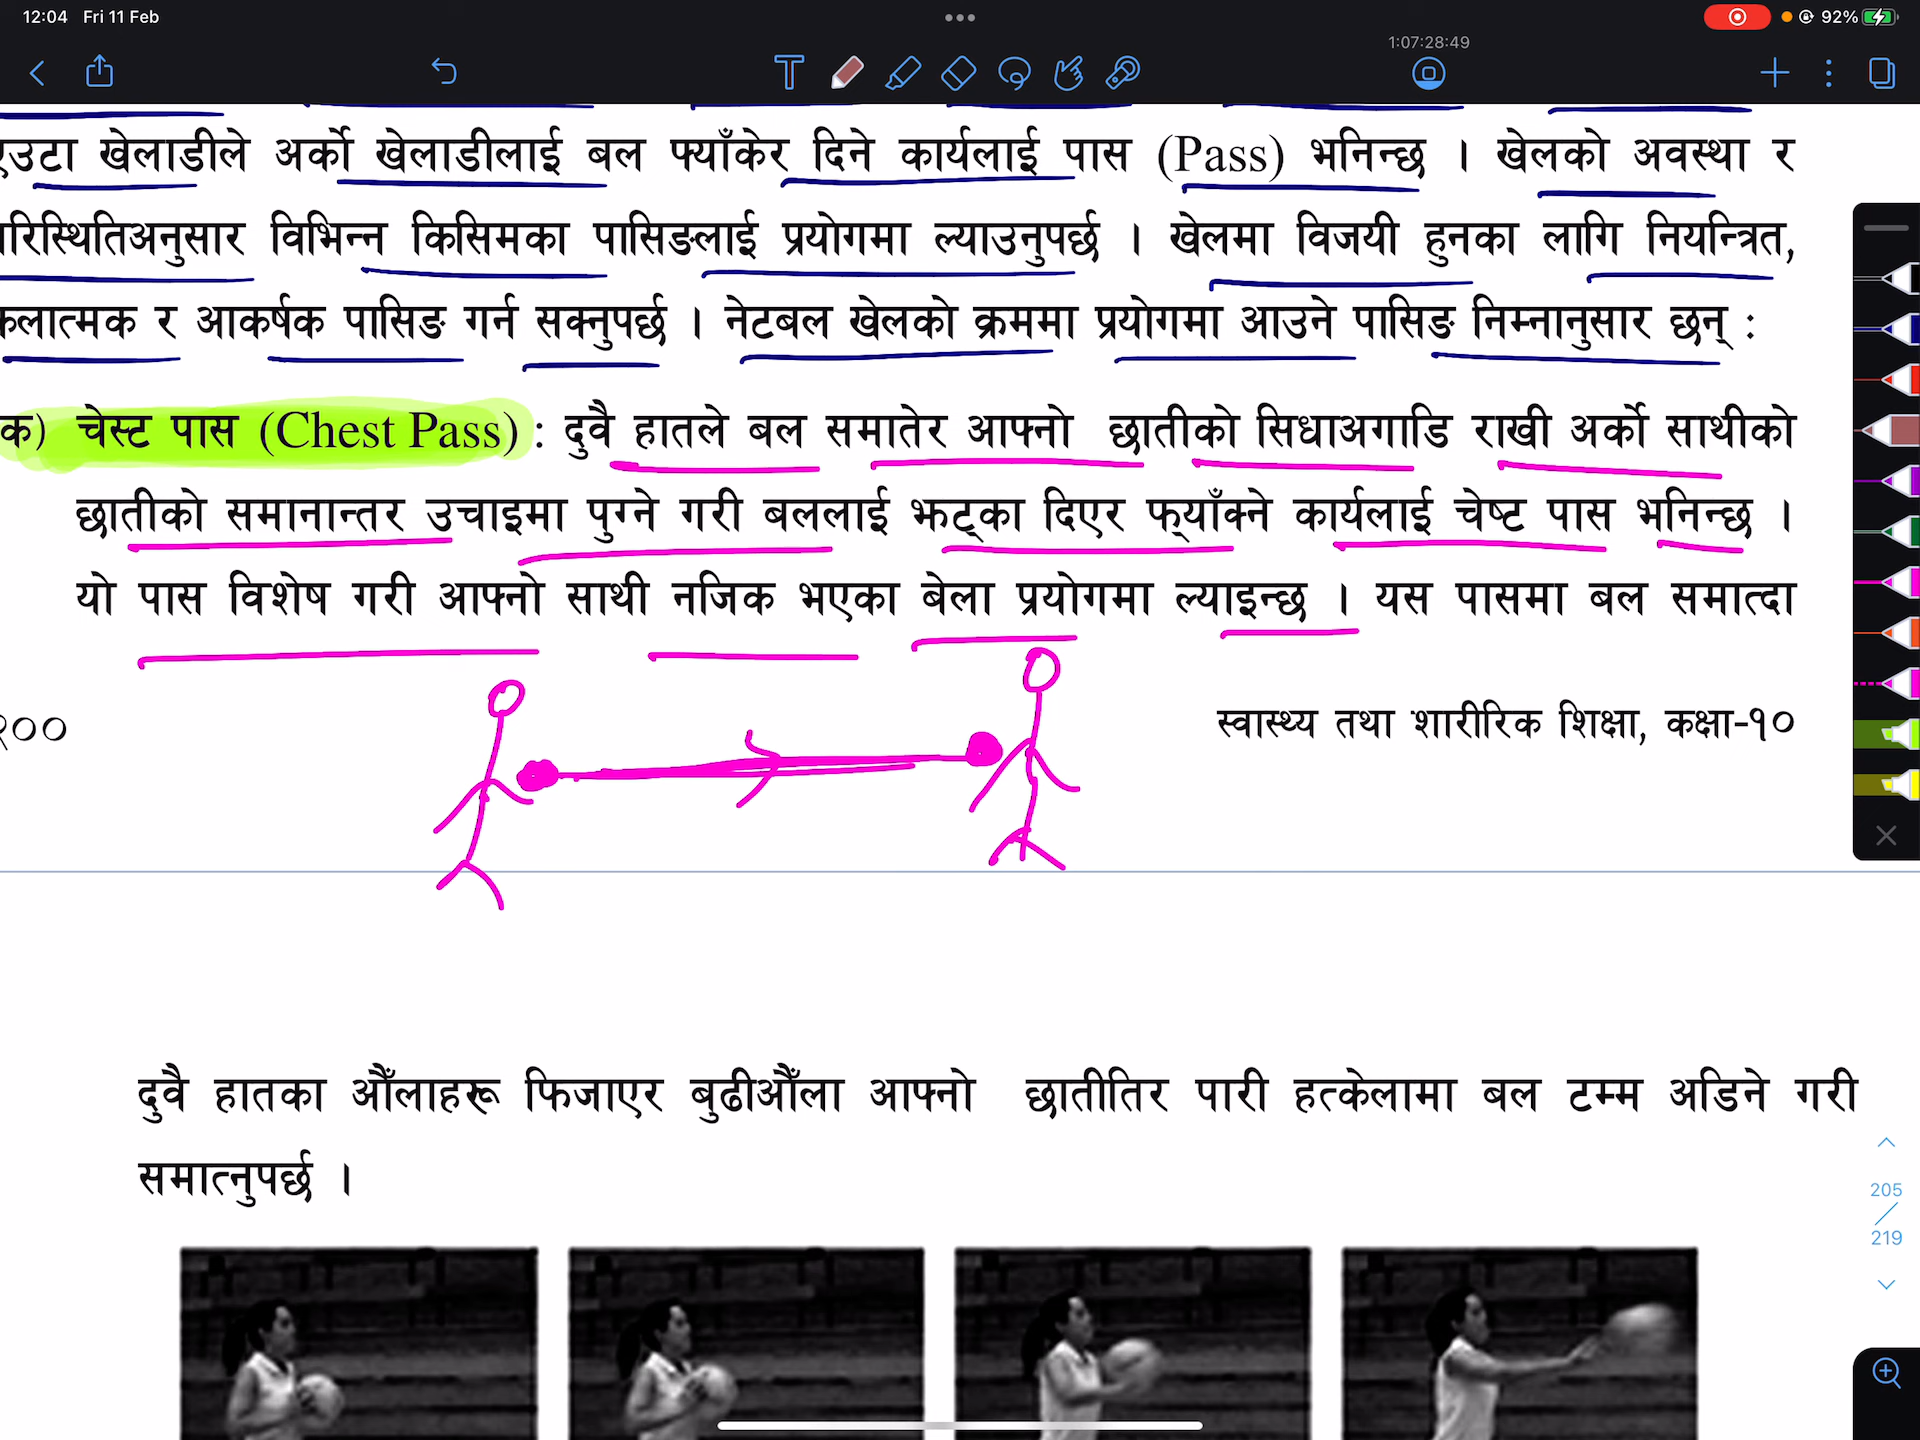 12:04 Fri 11 Feb
92%
1:07:28:49
एउटा खेलाडीले अर्को खेलाडीलाई बल फ्याँकेर दिने कार्यलाई पास (Pass) भनिन्छ । खेलको अवस्था र
परिस्थितिअनुसार विभिन्न किसिमका पासिङलाई प्रयोगमा ल्याउनुपर्छ । खेलमा विजयी हुनका लागि नियन्त्रित,
कलात्मक र आकर्षक पासिङ गर्न सक्नुपर्छ । नेटबल खेलको क्रममा प्रयोगमा आउने पासिङ निम्नानुसार छन् :
क) चेस्ट पास (Chest Pass) : दुवै हातले बल समातेर आफ्नो छातीको सिधाअगाडि राखी अर्को साथीको
छातीको समानान्तर उचाइमा पुग्ने गरी बललाई झट्का दिएर फ्याँक्ने कार्यलाई चेष्ट पास भनिन्छ ।
यो पास विशेष गरी आफ्नो साथी नजिक भएका बेला प्रयोगमा ल्याइन्छ । यस पासमा बल समात्दा
२०० स्वास्थ्य तथा शारीरिक शिक्षा, कक्षा-१०
दुवै हातका औँलाहरू फिजाएर बुढीऔँला आफ्नो छातीतिर पारी हत्केलामा बल टम्म अडिने गरी
समात्नुपर्छ ।
205
219